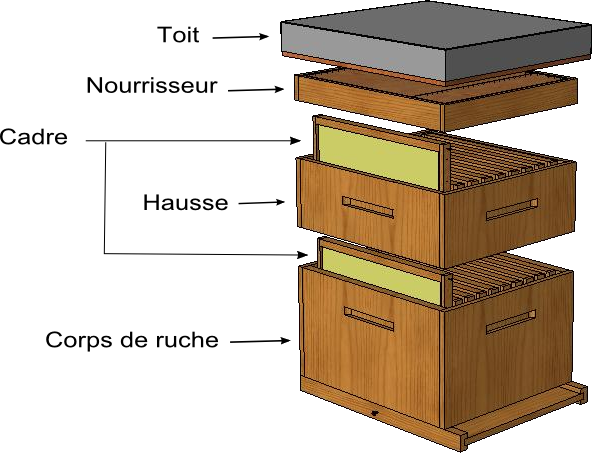 Toit
Nourrisseur
Cadre
Hausse
Corps de ruche